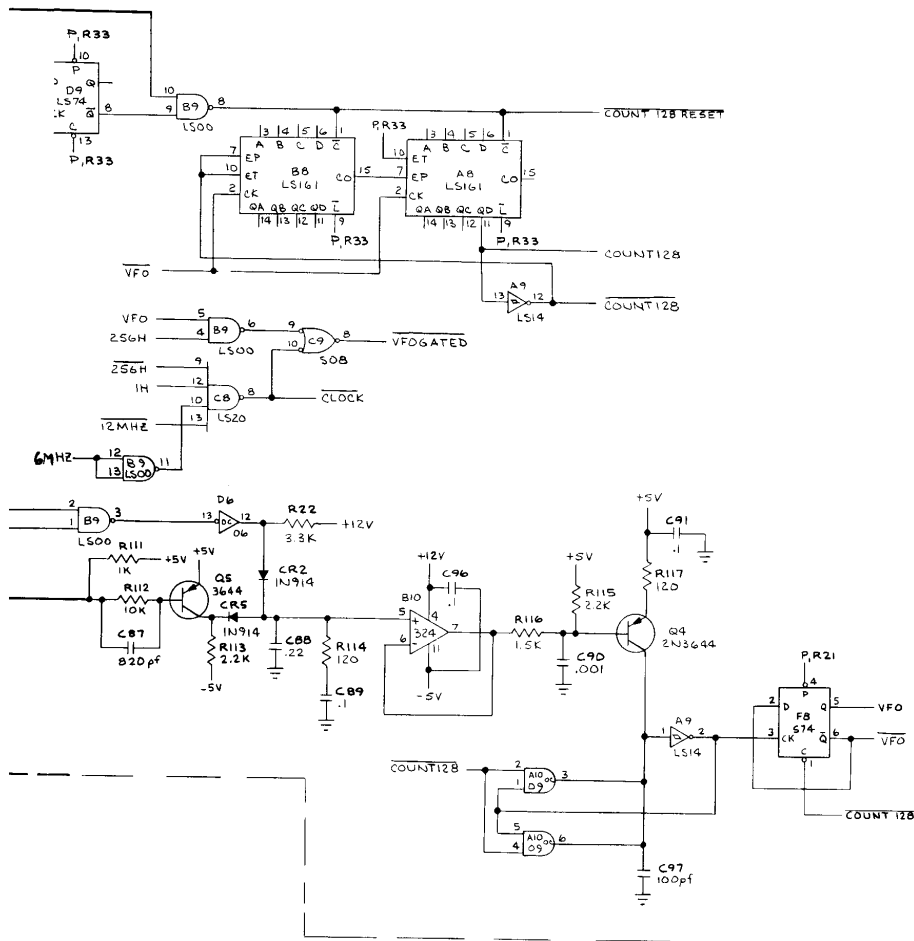 P,R33
10
P
D Q
D9
LS74
CK Q 8
C
13
P,R33
10
9 B9 8
LS00
COUNT 128 RESET
3 4 5 6 1
A B C D C
7 EP
10 ET
2 CK
B8
LS161
CO 15
QA QB QC QD L
14 13 12 11 9
P,R33
P,R33
3 4 5 6 1
A B C D C
10 ET
7 EP
2 CK
A8
LS161
CO 15
QA QB QC QD L
14 13 12 11 9
P,R33
COUNT128
VFO
13 A9 12
LS14
COUNT128
VFO 5
256H 4
B9 6
LS00
9
10 C9 8
S08
VFOGATED
256H 9
1H 12
10
12MHZ 13
C8 8
LS20
CLOCK
6MHZ 12
13 B9 11
LS00
2
1 B9 3
LS00
D6
13 OC 12
06
R22
3.3K
+12V
R111
1K
+5V
R112
10K
C87
820pf
+5V
Q5
3644
CR5
1N914
R113
2.2K
-5V
CR2
1N914
C88
.22
R114
120
C89
.1
+12V
C96
.1
B10
5 +
6 -
324
4
7
11
-5V
R116
1.5K
+5V
R115
2.2K
C90
.001
+5V
C91
.1
R117
120
Q4
2N3644
1 A9 2
LS14
P,R21
4
P
2 D Q 5
VFO
F8
S74
3 CK Q 6
VFO
C
1
COUNT 128
COUNT128
2
1 A10 OC 3
09
5
4 A10 OC 6
09
C97
100pf